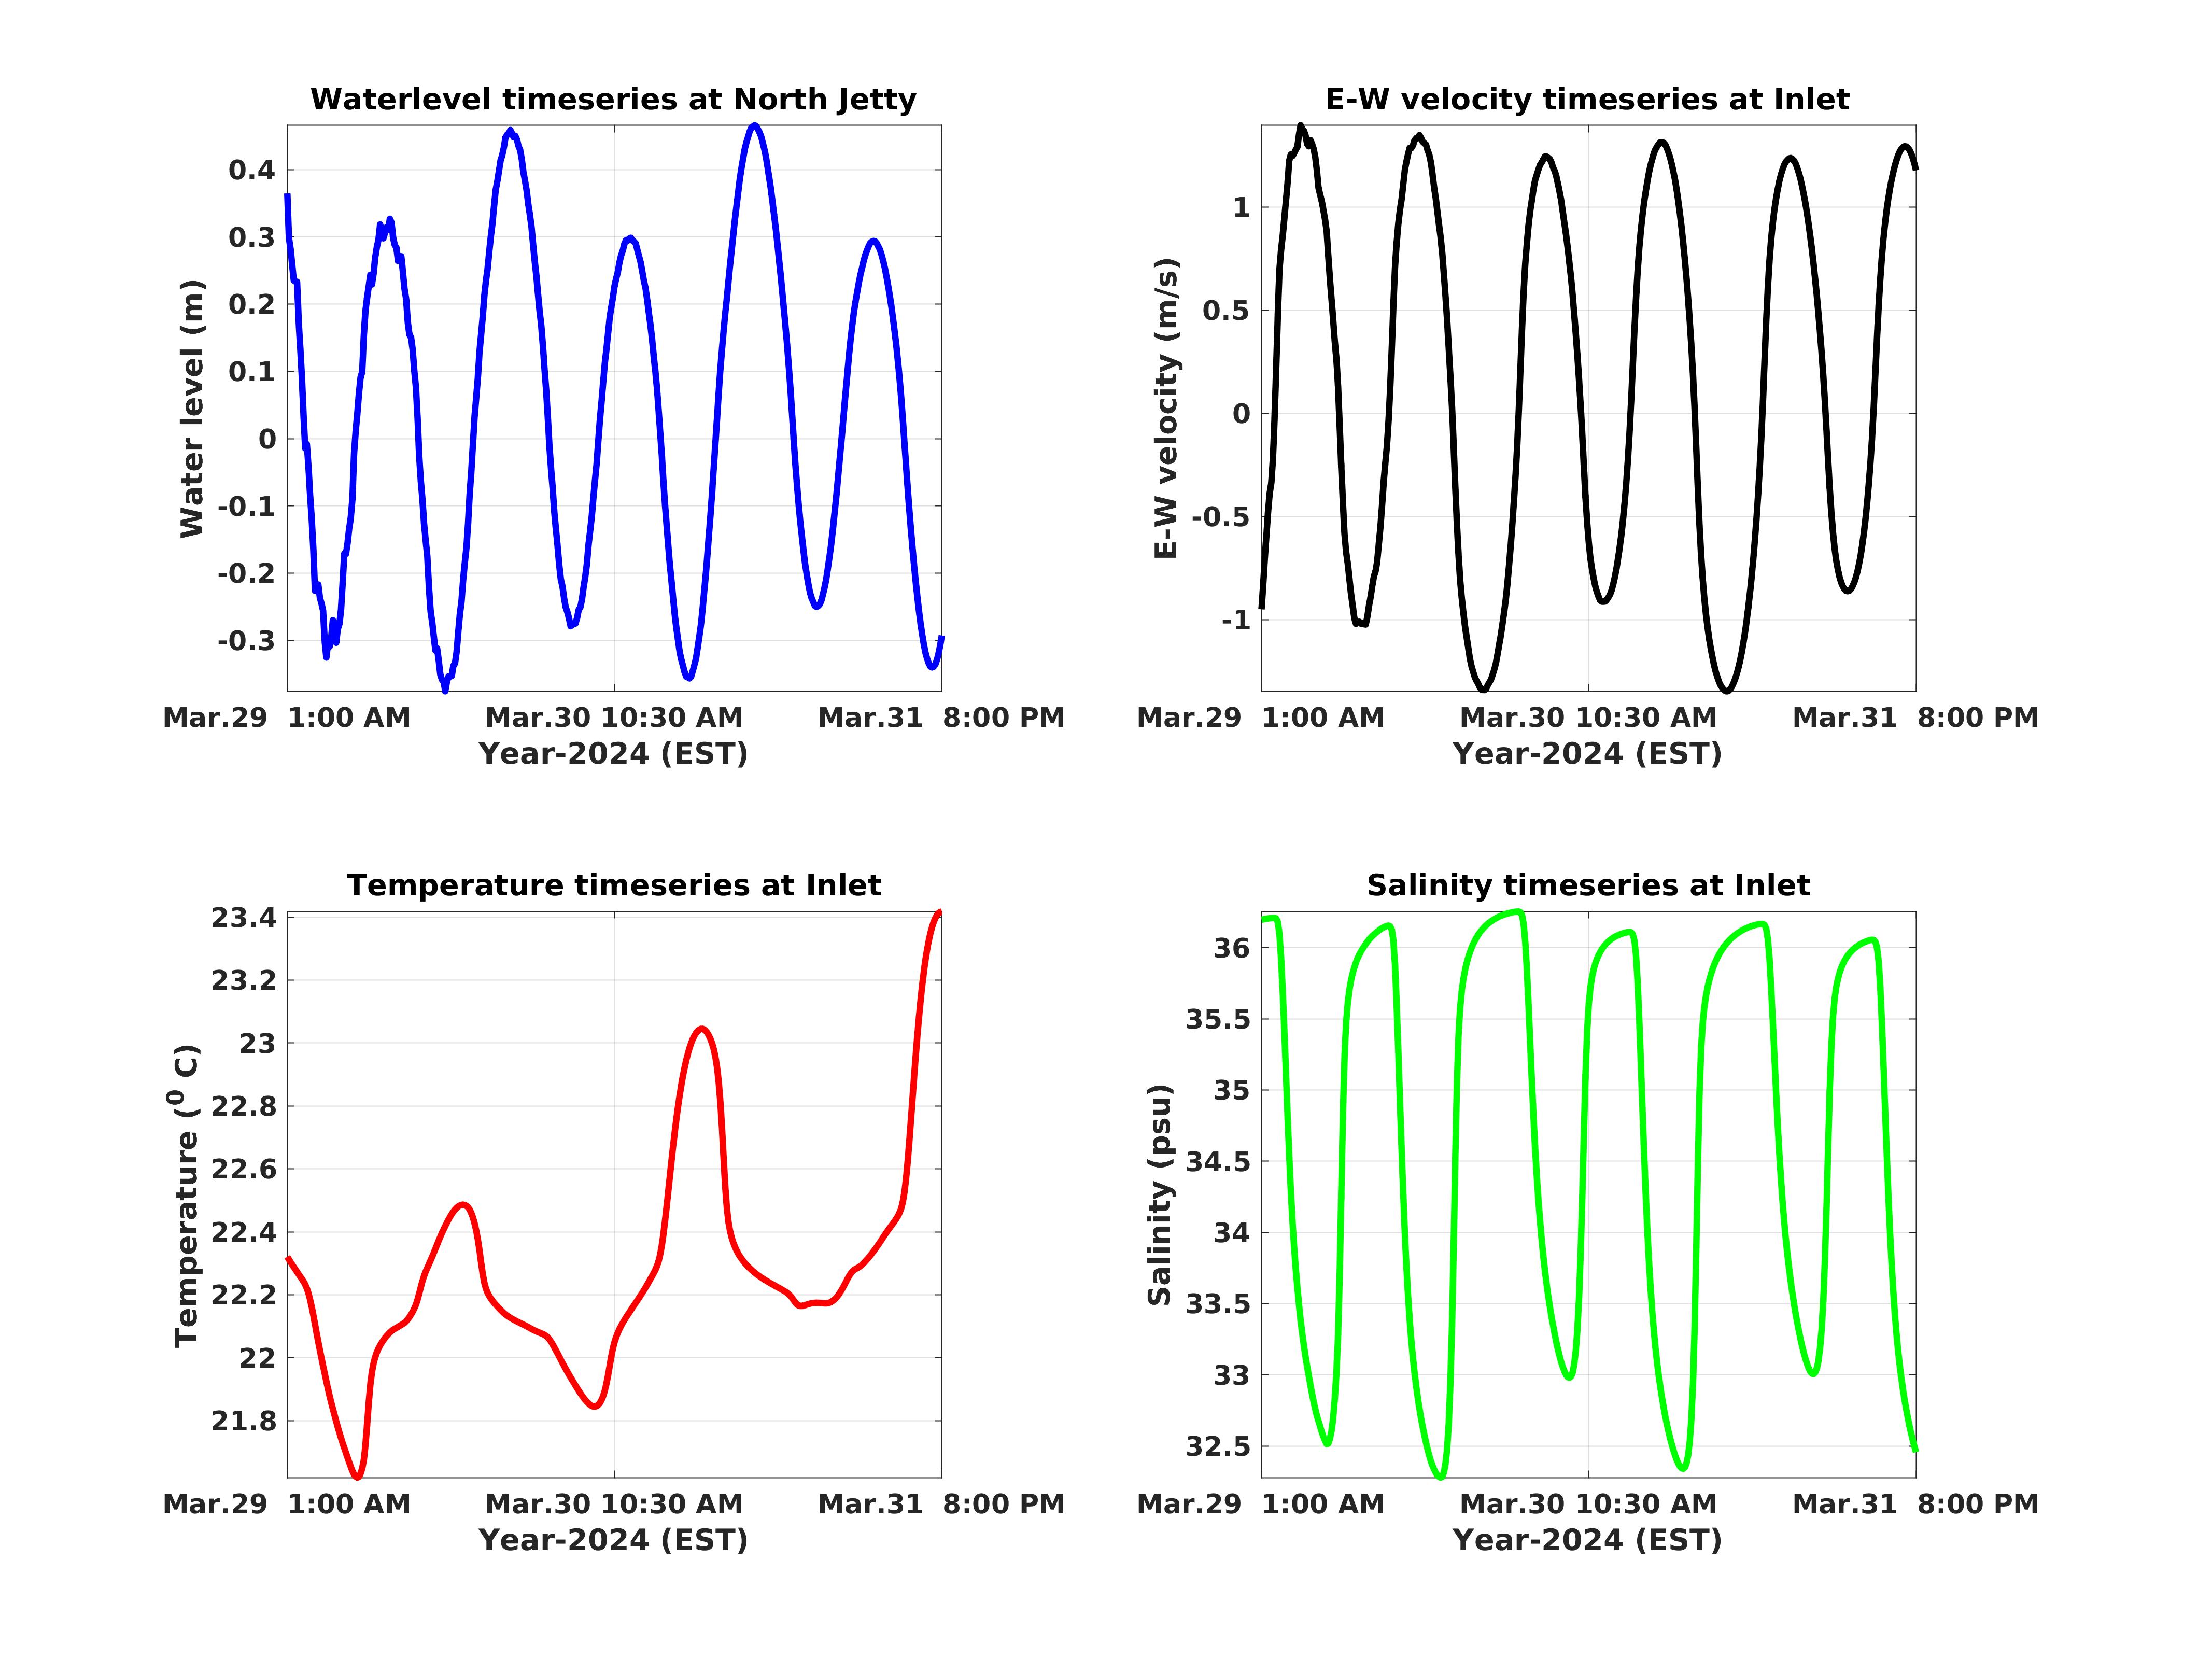 Waterlevel timeseries at North Jetty
0.4
0.3
0.2
0.1
0
-0.1
-0.2
-0.3
Water level (m)
Mar.29 1:00 AM
Mar.30 10:30 AM
Mar.31 8:00 PM
Year-2024 (EST)
E-W velocity timeseries at Inlet
1
0.5
0
-0.5
-1
E-W velocity (m/s)
Mar.29 1:00 AM
Mar.30 10:30 AM
Mar.31 8:00 PM
Year-2024 (EST)
Temperature timeseries at Inlet
23.4
23.2
23
22.8
22.6
22.4
22.2
22
21.8
Temperature (⁰ C)
Mar.29 1:00 AM
Mar.30 10:30 AM
Mar.31 8:00 PM
Year-2024 (EST)
Salinity timeseries at Inlet
36
35.5
35
34.5
34
33.5
33
32.5
Salinity (psu)
Mar.29 1:00 AM
Mar.30 10:30 AM
Mar.31 8:00 PM
Year-2024 (EST)